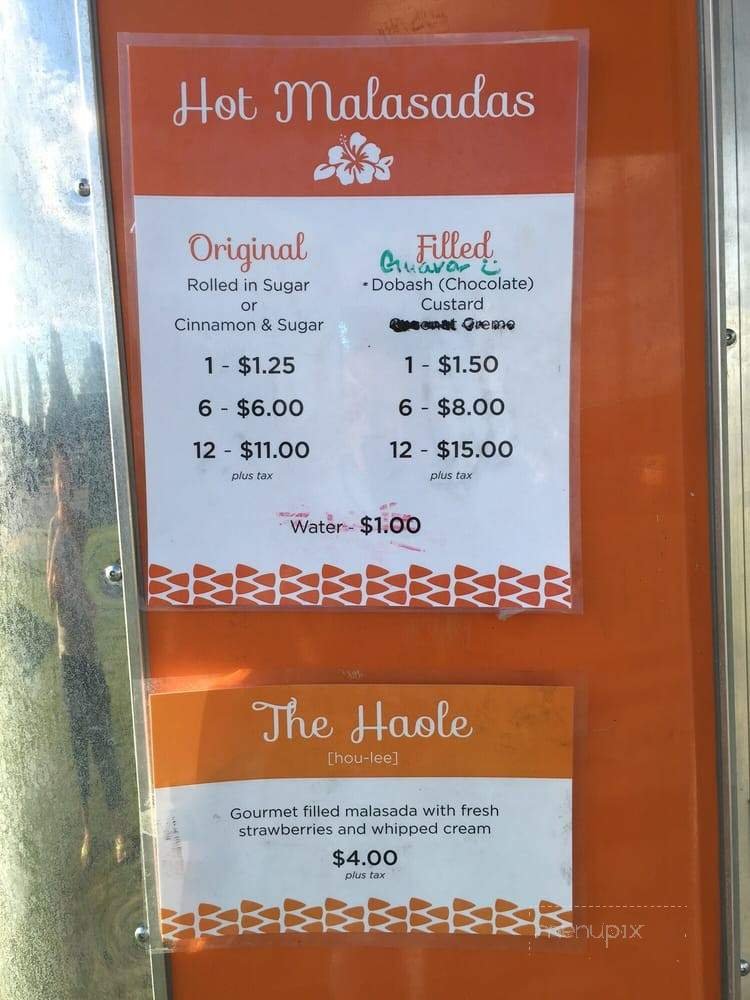 Hot Malasadas
Original
Rolled in Sugar
or
Cinnamon & Sugar
1 - $1.25
6 - $6.00
12 - $11.00
plus tax
Filled
Guava
Dobash (Chocolate)
Custard
Creme
1 - $1.50
6 - $8.00
12 - $15.00
plus tax
Water - $1.00
The Haole
[hou-lee]
Gourmet filled malasada with fresh
strawberries and whipped cream
$4.00
plus tax
menupix